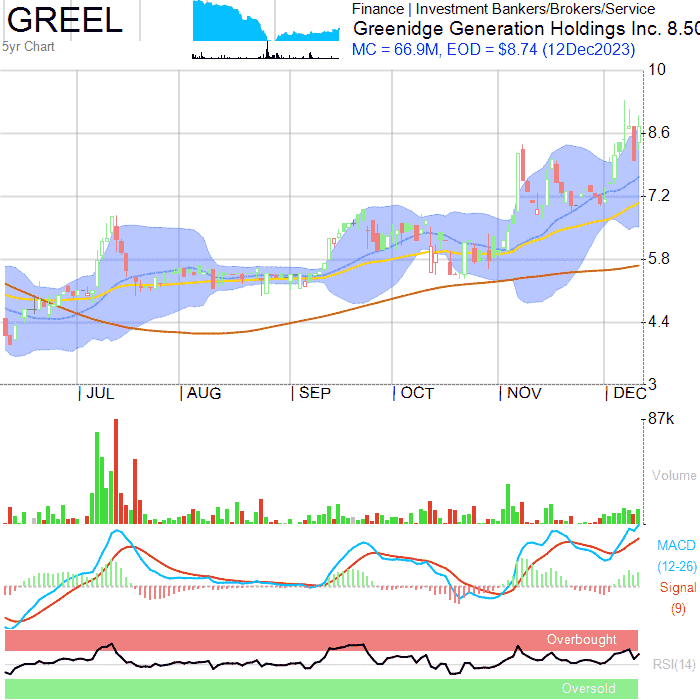 GREEL
5yr Chart
Finance | Investment Bankers/Brokers/Service
Greenidge Generation Holdings Inc. 8.50
MC = 66.9M, EOD = $8.74 (12Dec2023)
10
8.6
7.2
5.8
4.4
3
| JUL | AUG | SEP | OCT | NOV | DEC
87k
Volume
MACD
(12-26)
Signal
(9)
Overbought
RSI(14)
Oversold